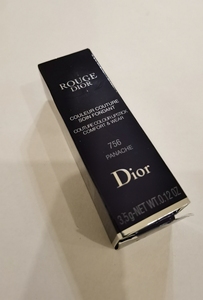 ROUGE
DIOR
COULEUR COUTURE
SOIN FONDANT
COUTURE COLOUR LIPSTICK
COMFORT & WEAR
756
PANACHE
Dior
3.5g-NET WT.0.12 OZ.